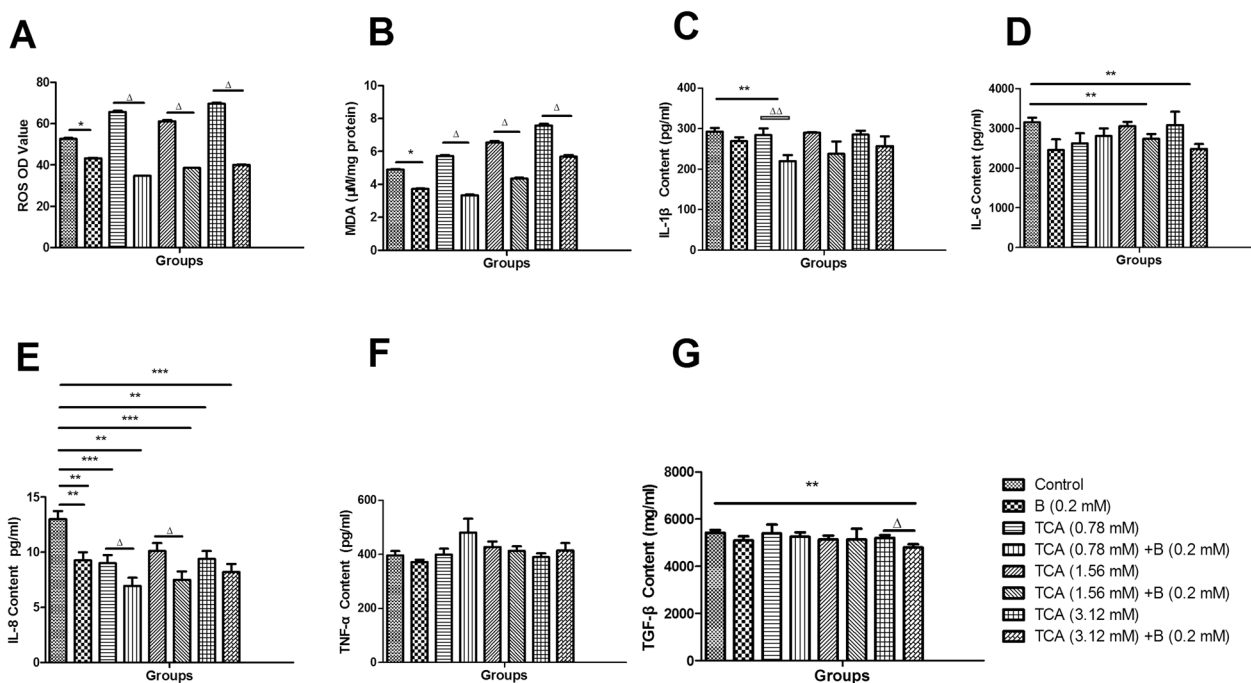 A
ROS OD Value
80
60
40
20
0
*
Δ
Δ
Δ
Groups
B
MDA (µM/mg protein)
10
8
6
4
2
0
*
Δ
Δ
Δ
Groups
C
IL-1β Content (pg/ml)
400
300
200
100
0
**
ΔΔ
Groups
D
IL-6 Content (pg/ml)
4000
3000
2000
1000
0
**
**
Groups
E
IL-8 Content pg/ml)
15
10
5
0
***
**
***
**
***
**
**
Δ
Δ
Groups
F
TNF-α Content (pg/ml)
600
400
200
0
Groups
G
TGF-β Content (mg/ml)
8000
6000
4000
2000
0
**
Δ
Groups
Control
B (0.2 mM)
TCA (0.78 mM)
TCA (0.78 mM) +B (0.2 mM)
TCA (1.56 mM)
TCA (1.56 mM) +B (0.2 mM)
TCA (3.12 mM)
TCA (3.12 mM) +B (0.2 mM)